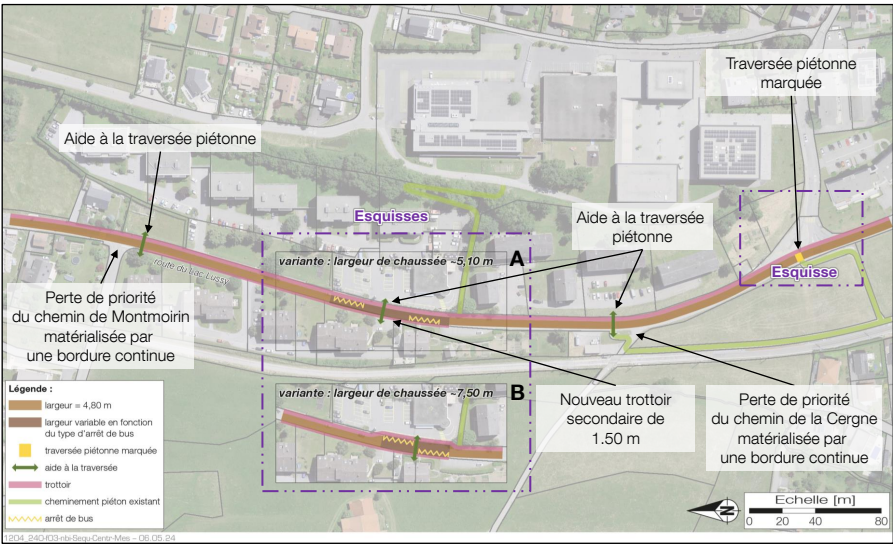 Traversée piétonne
marquée
Aide à la traversée piétonne
Esquisses
Aide à la traversée
piétonne
variante : largeur de chaussée ~5,10 m
A
route du Lac Lussy
Esquisse
Perte de priorité
du chemin de Montmoirin
matérialisée par
une bordure continue
variante : largeur de chaussée ~7,50 m
B
Nouveau trottoir
secondaire de
1.50 m
Perte de priorité
du chemin de la Cergne
matérialisée par
une bordure continue
Légende :
largeur = 4,80 m
largeur variable en fonction
du type d'arrêt de bus
traversée piétonne marquée
aide à la traversée
trottoir
cheminement piéton existant
arrêt de bus
N
Echelle [m]
0 20 40 80
1204_240-f03-nbi-Sequ-Centr-Mes – 06.05.24